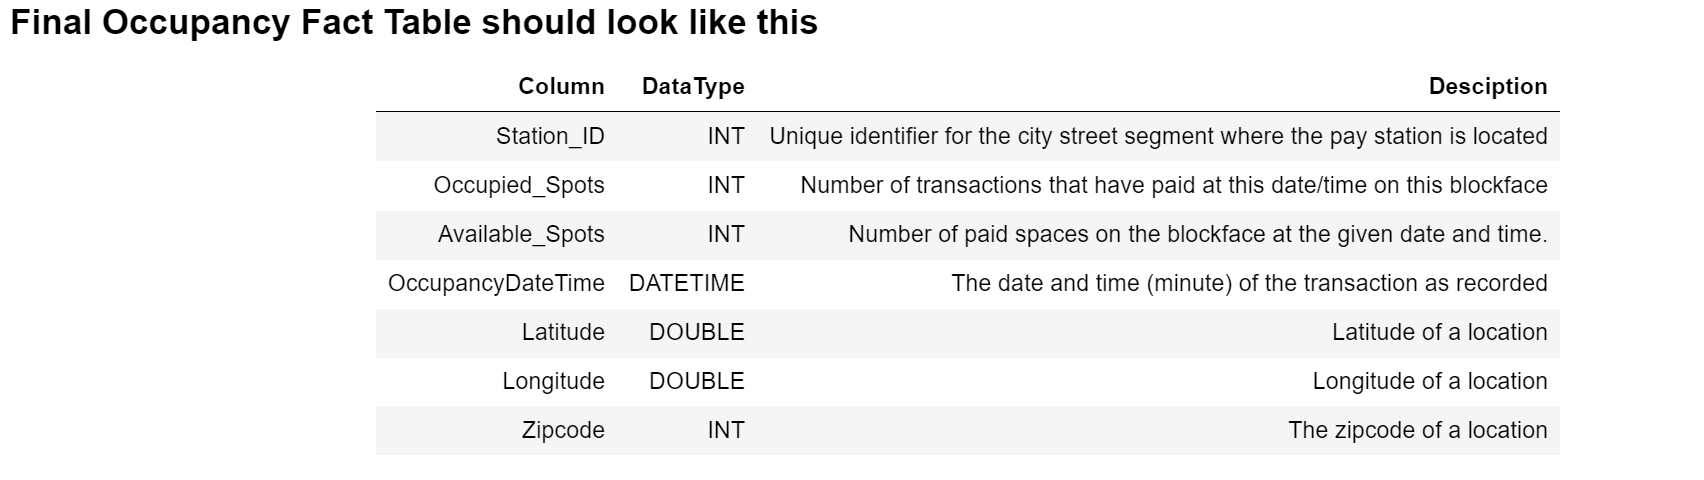 Final Occupancy Fact Table should look like this
Column DataType Desciption
Station_ID INT Unique identifier for the city street segment where the pay station is located
Occupied_Spots INT Number of transactions that have paid at this date/time on this blockface
Available_Spots INT Number of paid spaces on the blockface at the given date and time.
OccupancyDateTime DATETIME The date and time (minute) of the transaction as recorded
Latitude DOUBLE Latitude of a location
Longitude DOUBLE Longitude of a location
Zipcode INT The zipcode of a location